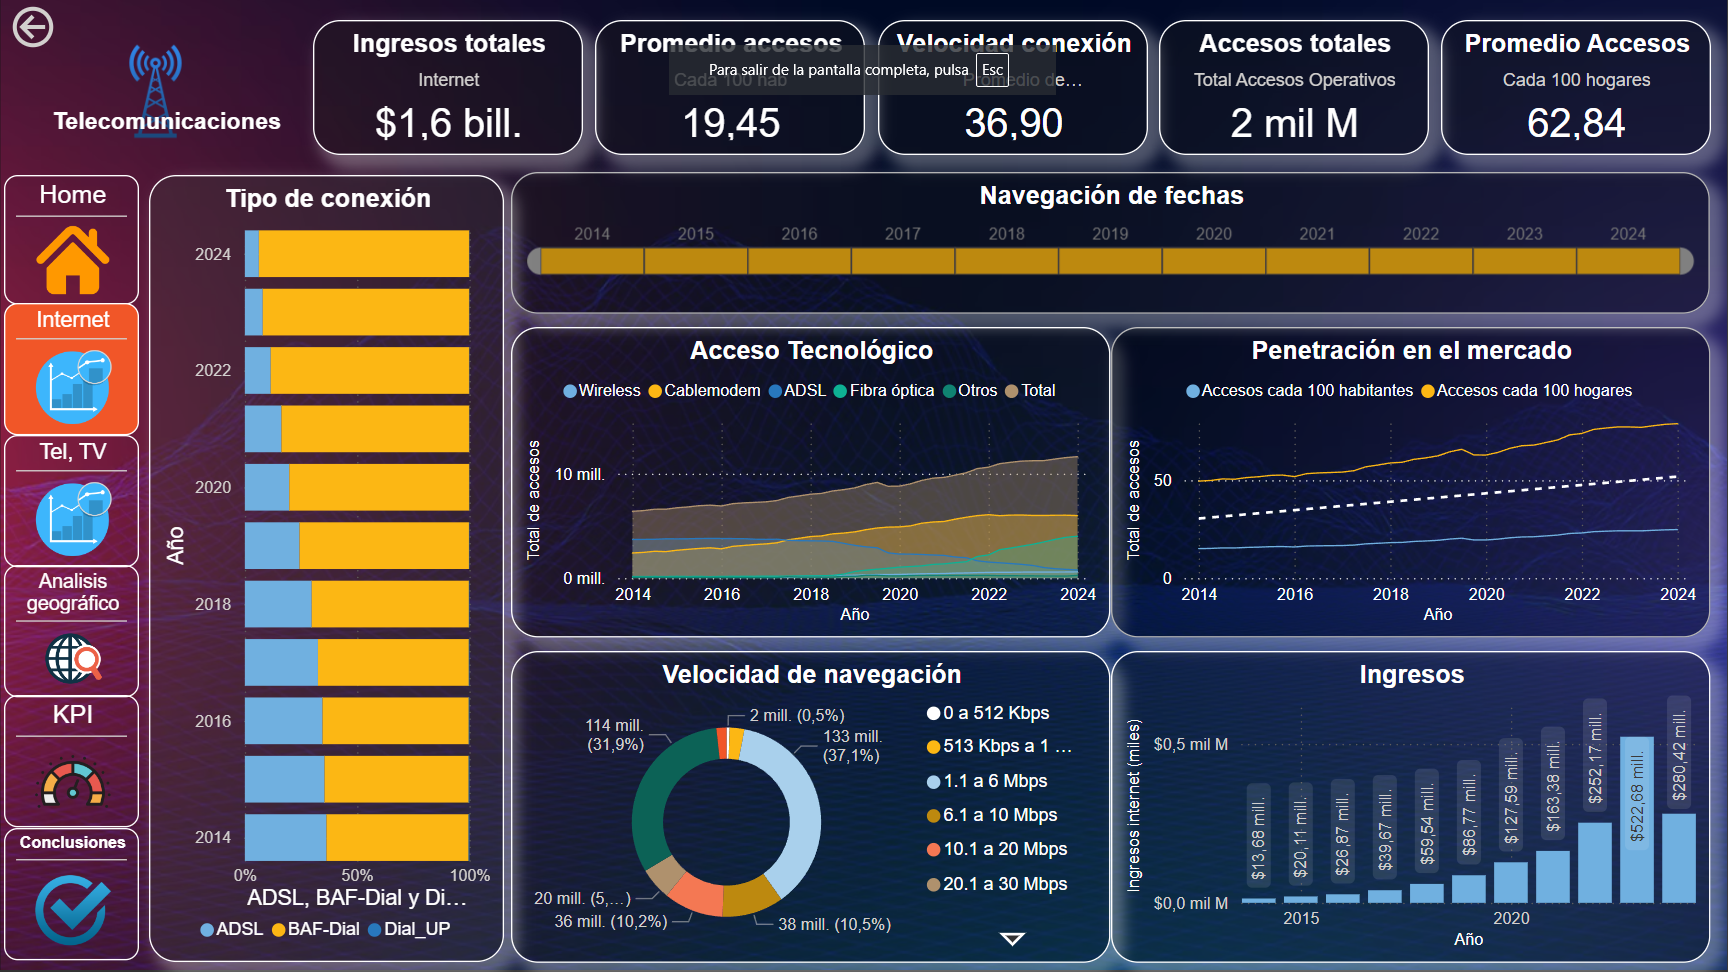 Telecomunicaciones
Ingresos totales
Internet
$1,6 bill.
Promedio accesos
Cada 100 hab
19,45
Velocidad conexión
Promedio de…
36,90
Para salir de la pantalla completa, pulsa Esc
Accesos totales
Total Accesos Operativos
2 mil M
Promedio Accesos
Cada 100 hogares
62,84
Home
Internet
Tel, TV
Analisis
geográfico
KPI
Conclusiones
Tipo de conexión
Año
2024
2022
2020
2018
2016
2014
0% 50% 100%
ADSL, BAF-Dial y Di…
ADSL BAF-Dial Dial_UP
Navegación de fechas
2014 2015 2016 2017 2018 2019 2020 2021 2022 2023 2024
Acceso Tecnológico
Wireless Cablemodem ADSL Fibra óptica Otros Total
Total de accesos
10 mill.
0 mill.
2014 2016 2018 2020 2022 2024
Año
Penetración en el mercado
Accesos cada 100 habitantes Accesos cada 100 hogares
Total de accesos
50
0
2014 2016 2018 2020 2022 2024
Año
Velocidad de navegación
114 mill.
(31,9%)
2 mill. (0,5%)
133 mill.
(37,1%)
20 mill. (5,…)
36 mill. (10,2%)
38 mill. (10,5%)
0 a 512 Kbps
513 Kbps a 1 …
1.1 a 6 Mbps
6.1 a 10 Mbps
10.1 a 20 Mbps
20.1 a 30 Mbps
Ingresos
Ingresos internet (miles)
$0,5 mil M
$0,0 mil M
$13,68 mill.
$20,11 mill.
$26,87 mill.
$39,67 mill.
$59,54 mill.
$86,77 mill.
$127,59 mill.
$163,38 mill.
$252,17 mill.
$522,68 mill.
$280,42 mill.
2015 2020
Año